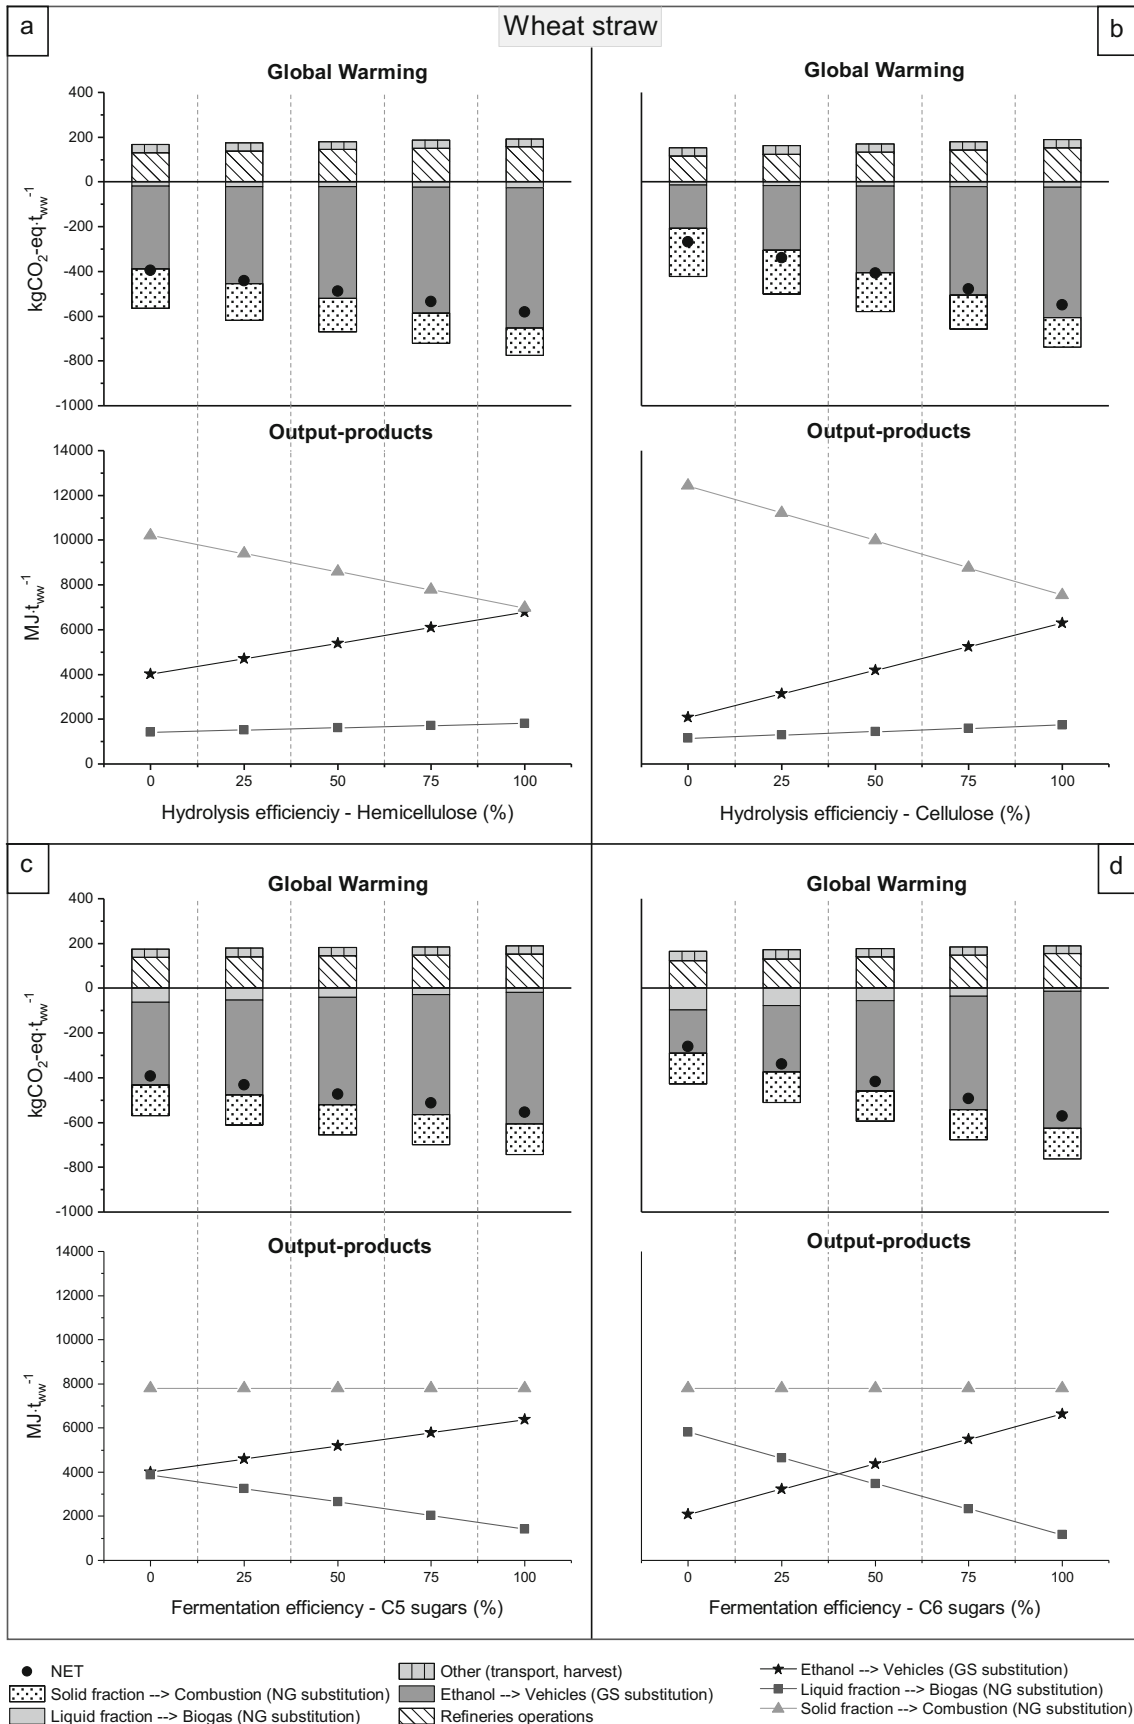 a
Wheat straw
b
Global Warming
Global Warming
400
200
0
-200
-400
-600
-800
-1000
kgCO2-eq·tww-1
Output-products
Output-products
14000
12000
10000
8000
6000
4000
2000
0
MJ·tww-1
0 25 50 75 100
0 25 50 75 100
Hydrolysis efficienciy - Hemicellulose (%)
Hydrolysis efficienciy - Cellulose (%)
c
d
Global Warming
Global Warming
400
200
0
-200
-400
-600
-800
-1000
kgCO2-eq·tww-1
Output-products
Output-products
14000
12000
10000
8000
6000
4000
2000
0
MJ·tww-1
0 25 50 75 100
0 25 50 75 100
Fermentation efficiency - C5 sugars (%)
Fermentation efficiency - C6 sugars (%)
NET
Solid fraction --> Combustion (NG substitution)
Liquid fraction --> Biogas (NG substitution)
Other (transport, harvest)
Ethanol --> Vehicles (GS substitution)
Refineries operations
Ethanol --> Vehicles (GS substitution)
Liquid fraction --> Biogas (NG substitution)
Solid fraction --> Combustion (NG substitution)